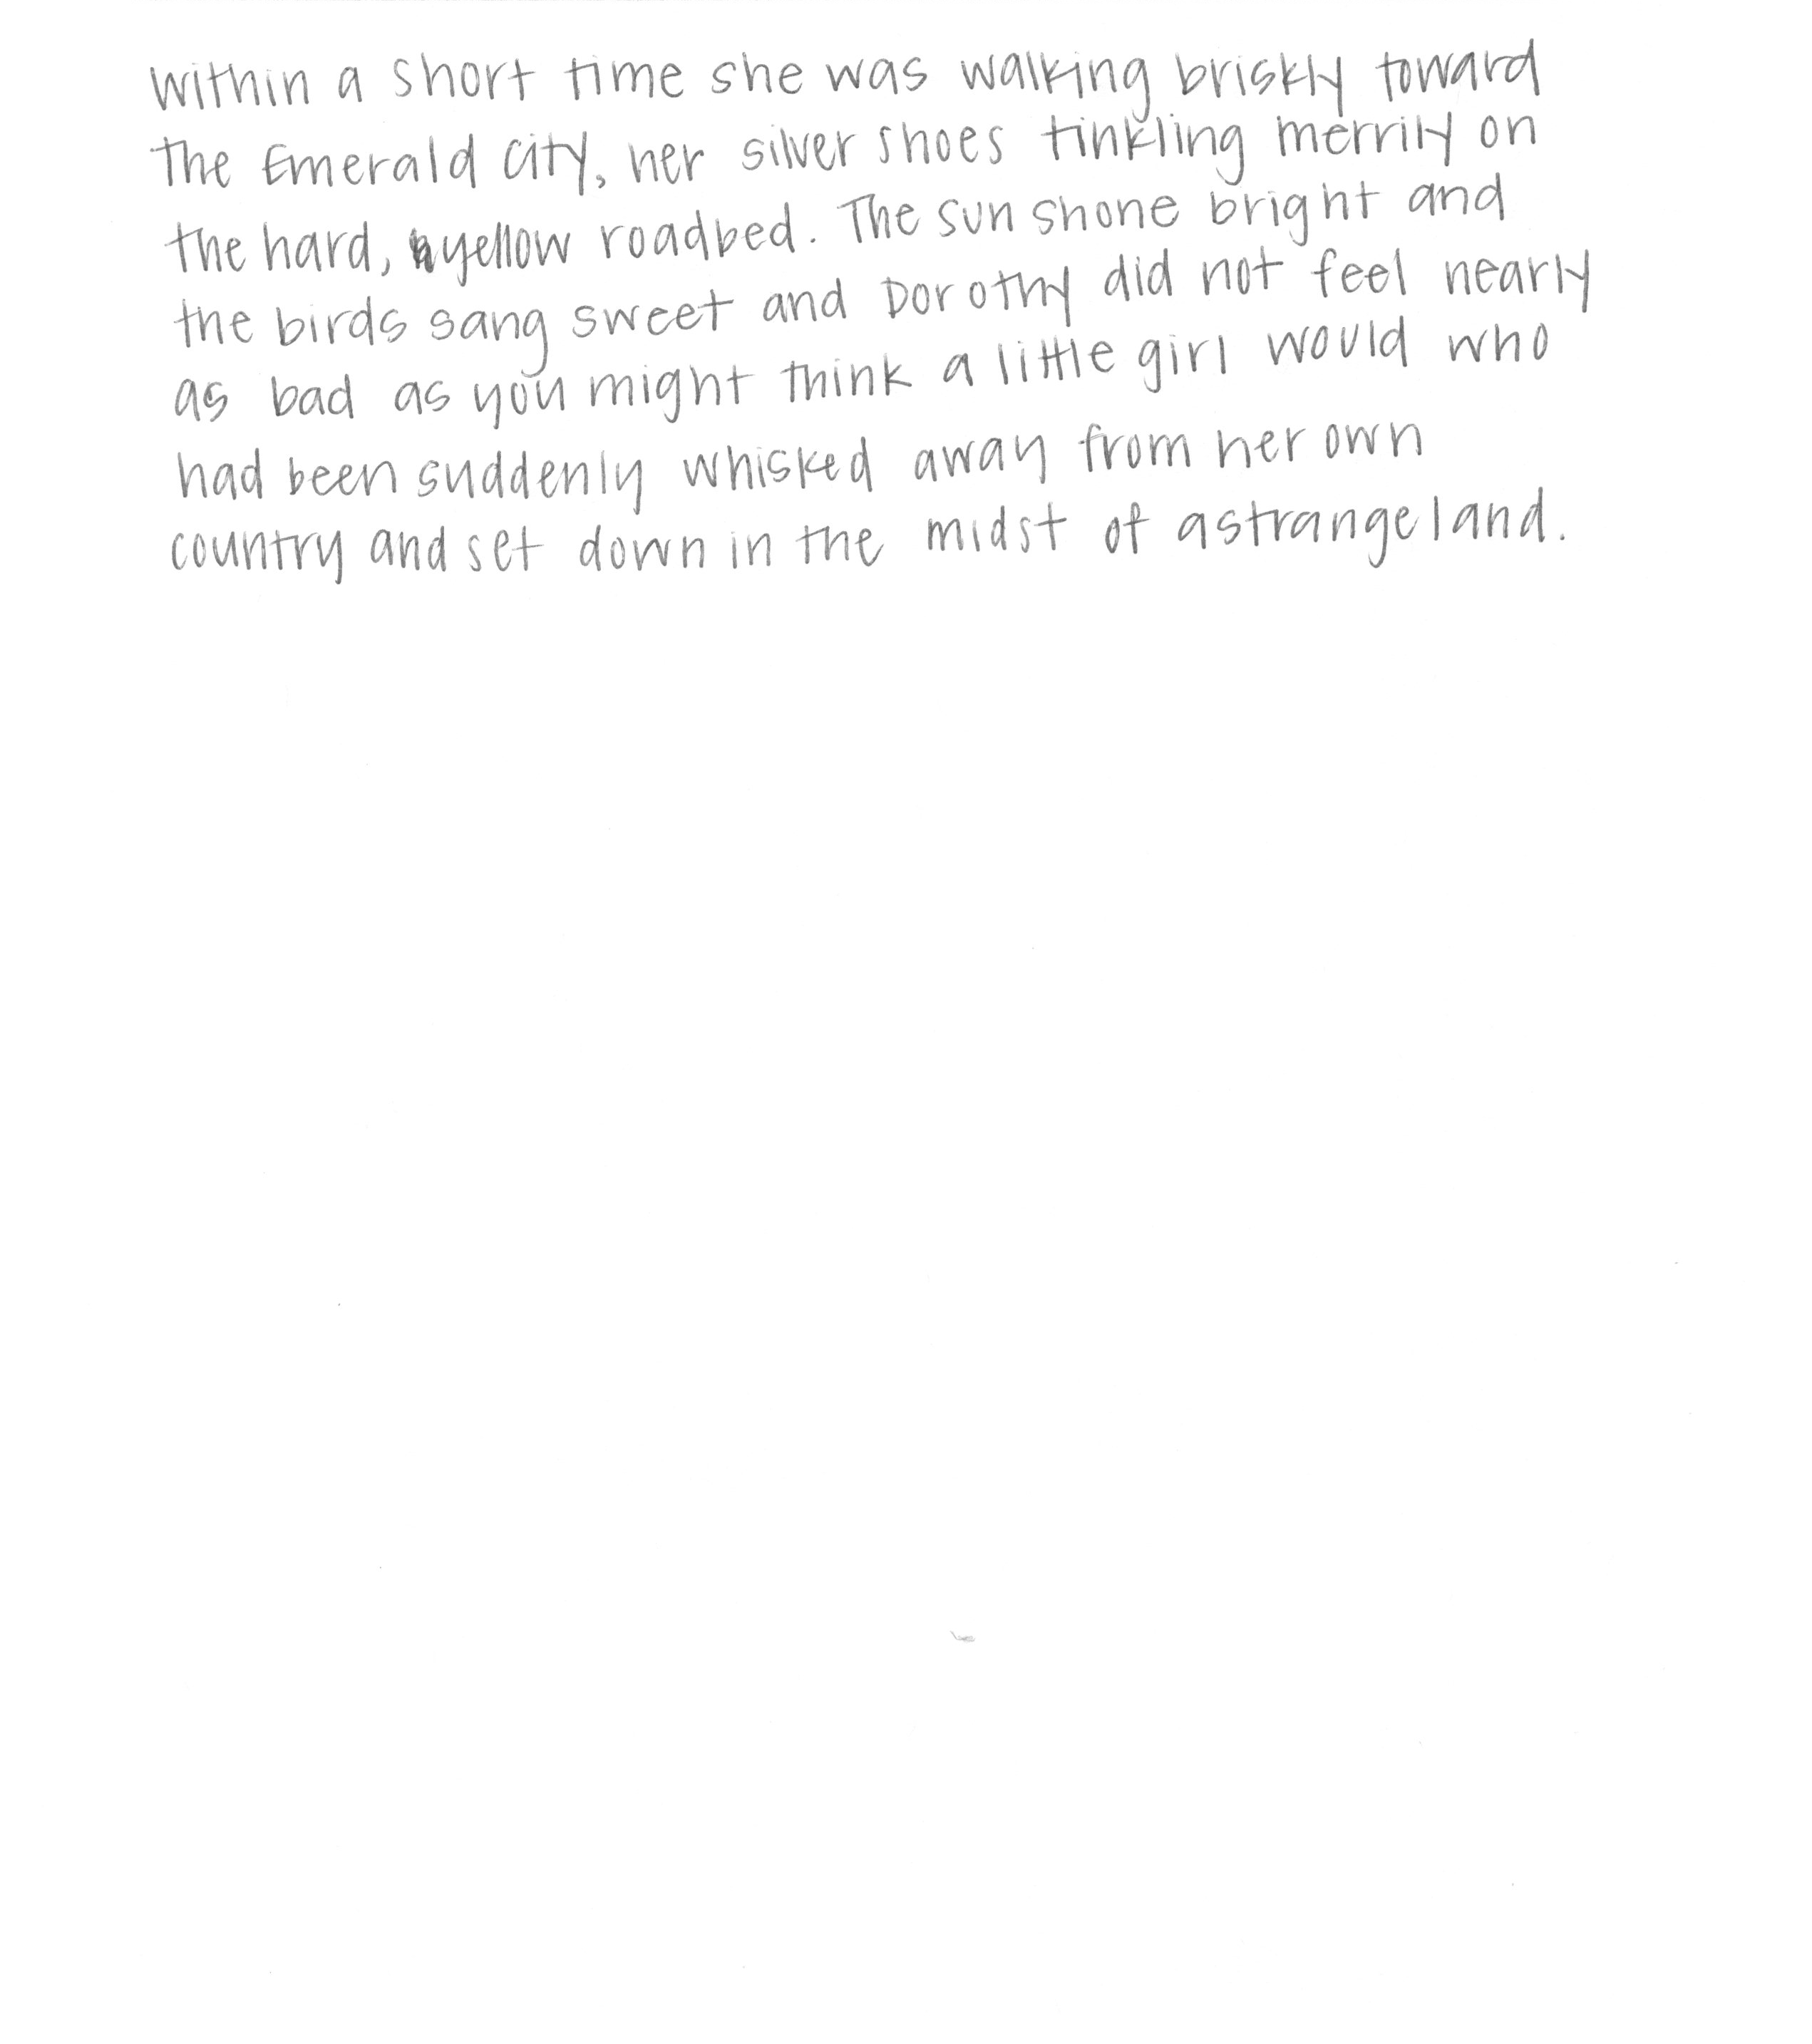 Within a short time she was walking briskly toward
the Emerald City, her silver shoes tinkling merrily on
the hard, yellow roadbed. The sun shone bright and
the birds sang sweet and Dorothy did not feel nearly
as bad as you might think a little girl would who
had been suddenly whisked away from her own
country and set down in the midst of a strange land.